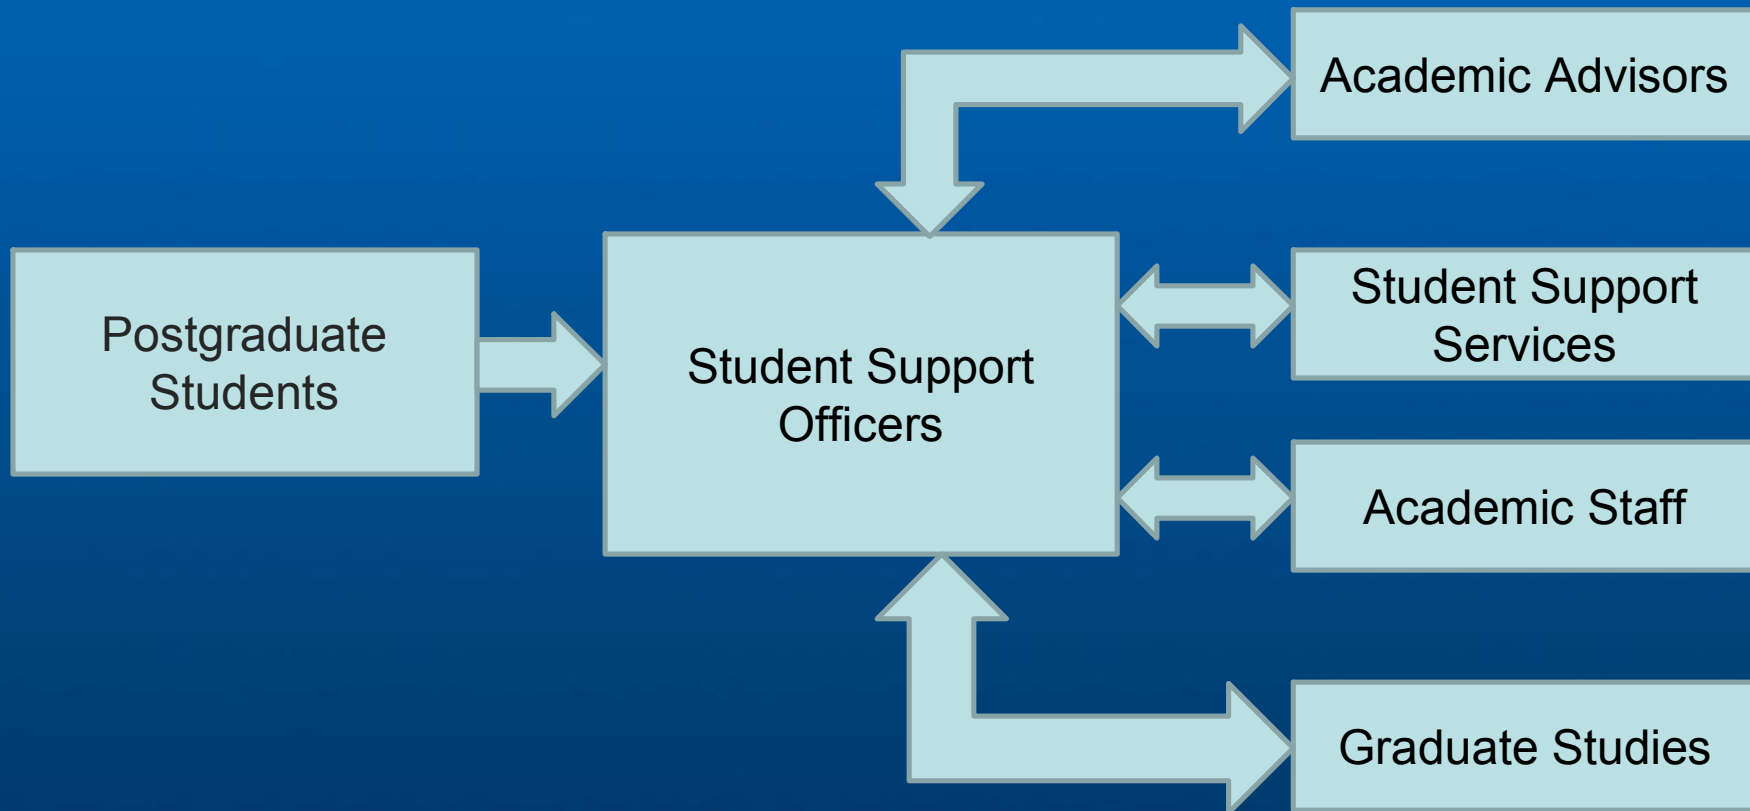 Academic Advisors
Postgraduate
Students
Student Support
Officers
Student Support
Services
Academic Staff
Graduate Studies